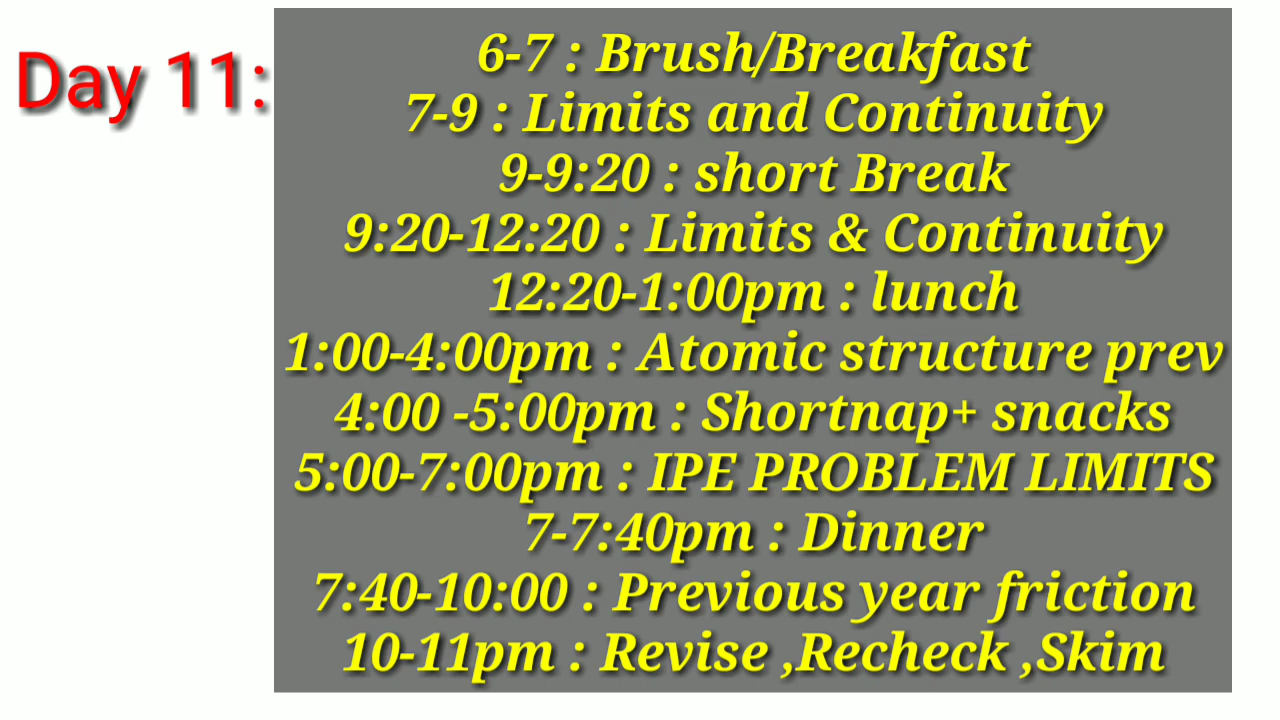 Day 11:
6-7 : Brush/Breakfast
7-9 : Limits and Continuity
9-9:20 : short Break
9:20-12:20 : Limits & Continuity
12:20-1:00pm : lunch
1:00-4:00pm : Atomic structure prev
4:00 -5:00pm : Shortnap+ snacks
5:00-7:00pm : IPE PROBLEM LIMITS
7-7:40pm : Dinner
7:40-10:00 : Previous year friction
10-11pm : Revise ,Recheck ,Skim